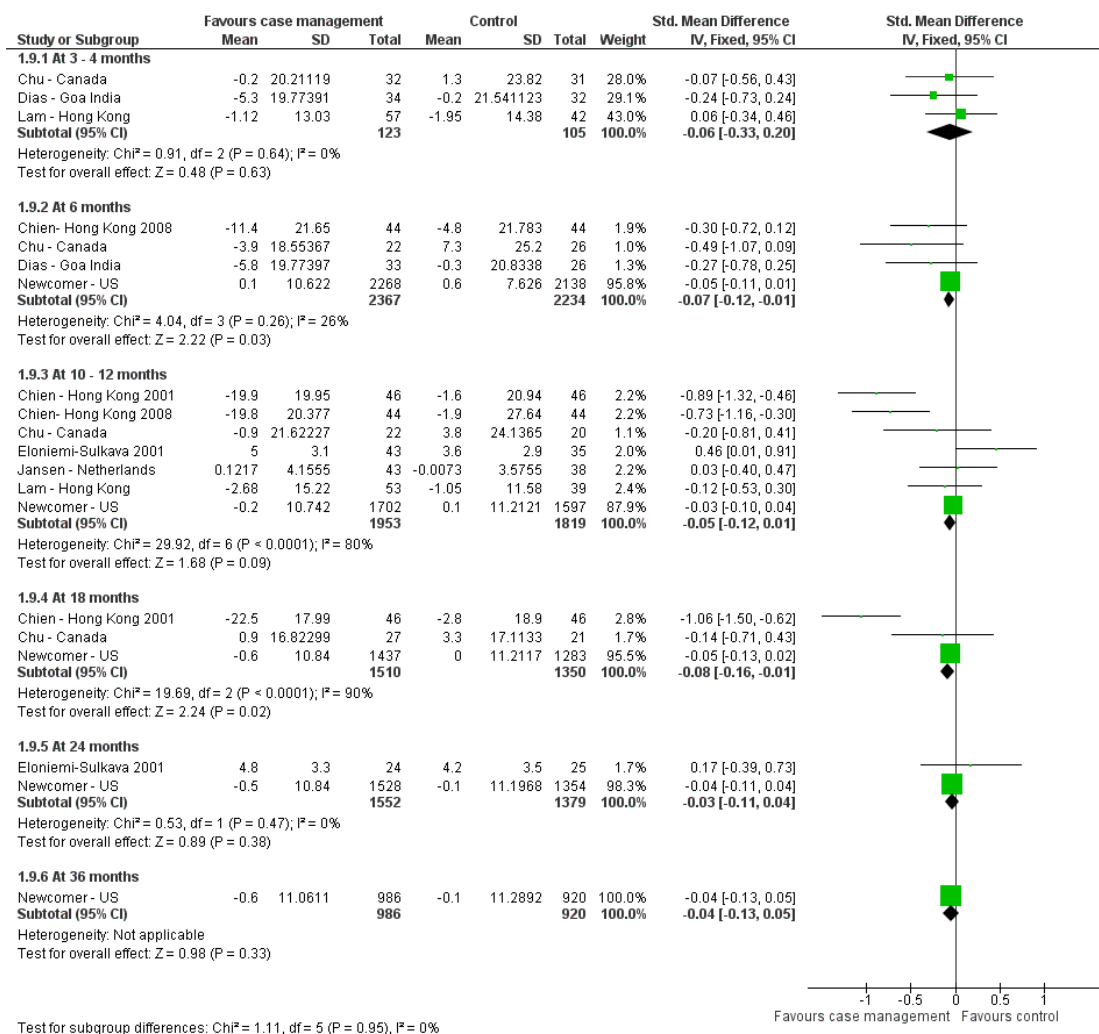 Favours case management Control Std. Mean Difference Std. Mean Difference
Study or Subgroup Mean SD Total Mean SD Total Weight IV, Fixed, 95% CI IV, Fixed, 95% CI
1.9.1 At 3 - 4 months
Chu - Canada -0.2 20.21119 32 1.3 23.82 31 28.0% -0.07 [-0.56, 0.43]
Dias - Goa India -5.3 19.77391 34 -0.2 21.541123 32 29.1% -0.24 [-0.73, 0.24]
Lam - Hong Kong -1.12 13.03 57 -1.95 14.38 42 43.0% 0.06 [-0.34, 0.46]
Subtotal (95% CI) 123 105 100.0% -0.06 [-0.33, 0.20]
Heterogeneity: Chi² = 0.91, df = 2 (P = 0.64); I² = 0%
Test for overall effect: Z = 0.48 (P = 0.63)
1.9.2 At 6 months
Chien- Hong Kong 2008 -11.4 21.65 44 -4.8 21.783 44 1.9% -0.30 [-0.72, 0.12]
Chu - Canada -3.9 18.55367 22 7.3 25.2 26 1.0% -0.49 [-1.07, 0.09]
Dias - Goa India -5.8 19.77397 33 -0.3 20.8338 26 1.3% -0.27 [-0.78, 0.25]
Newcomer - US 0.1 10.622 2268 0.6 7.626 2138 95.8% -0.05 [-0.11, 0.01]
Subtotal (95% CI) 2367 2234 100.0% -0.07 [-0.12, -0.01]
Heterogeneity: Chi² = 4.04, df = 3 (P = 0.26); I² = 26%
Test for overall effect: Z = 2.22 (P = 0.03)
1.9.3 At 10 - 12 months
Chien - Hong Kong 2001 -19.9 19.95 46 -1.6 20.94 46 2.2% -0.89 [-1.32, -0.46]
Chien- Hong Kong 2008 -19.8 20.377 44 -1.9 27.64 44 2.2% -0.73 [-1.16, -0.30]
Chu - Canada -0.9 21.62227 22 3.8 24.1365 20 1.1% -0.20 [-0.81, 0.41]
Eloniemi-Sulkava 2001 5 3.1 43 3.6 2.9 35 2.0% 0.46 [0.01, 0.91]
Jansen - Netherlands 0.1217 4.1555 43 -0.0073 3.5755 38 2.2% 0.03 [-0.40, 0.47]
Lam - Hong Kong -2.68 15.22 53 -1.05 11.58 39 2.4% -0.12 [-0.53, 0.30]
Newcomer - US -0.2 10.742 1702 0.1 11.2121 1597 87.9% -0.03 [-0.10, 0.04]
Subtotal (95% CI) 1953 1819 100.0% -0.05 [-0.12, 0.01]
Heterogeneity: Chi² = 29.92, df = 6 (P < 0.0001); I² = 80%
Test for overall effect: Z = 1.68 (P = 0.09)
1.9.4 At 18 months
Chien - Hong Kong 2001 -22.5 17.99 46 -2.8 18.9 46 2.8% -1.06 [-1.50, -0.62]
Chu - Canada 0.9 16.82299 27 3.3 17.1133 21 1.7% -0.14 [-0.71, 0.43]
Newcomer - US -0.6 10.84 1437 0 11.2117 1283 95.5% -0.05 [-0.13, 0.02]
Subtotal (95% CI) 1510 1350 100.0% -0.08 [-0.16, -0.01]
Heterogeneity: Chi² = 19.69, df = 2 (P < 0.0001); I² = 90%
Test for overall effect: Z = 2.24 (P = 0.02)
1.9.5 At 24 months
Eloniemi-Sulkava 2001 4.8 3.3 24 4.2 3.5 25 1.7% 0.17 [-0.39, 0.73]
Newcomer - US -0.5 10.84 1528 -0.1 11.1968 1354 98.3% -0.04 [-0.11, 0.04]
Subtotal (95% CI) 1552 1379 100.0% -0.03 [-0.11, 0.04]
Heterogeneity: Chi² = 0.53, df = 1 (P = 0.47); I² = 0%
Test for overall effect: Z = 0.89 (P = 0.38)
1.9.6 At 36 months
Newcomer - US -0.6 11.0611 986 -0.1 11.2892 920 100.0% -0.04 [-0.13, 0.05]
Subtotal (95% CI) 986 920 100.0% -0.04 [-0.13, 0.05]
Heterogeneity: Not applicable
Test for overall effect: Z = 0.98 (P = 0.33)
-1 -0.5 0 0.5 1
Favours case management Favours control
Test for subgroup differences: Chi² = 1.11, df = 5 (P = 0.95), I² = 0%